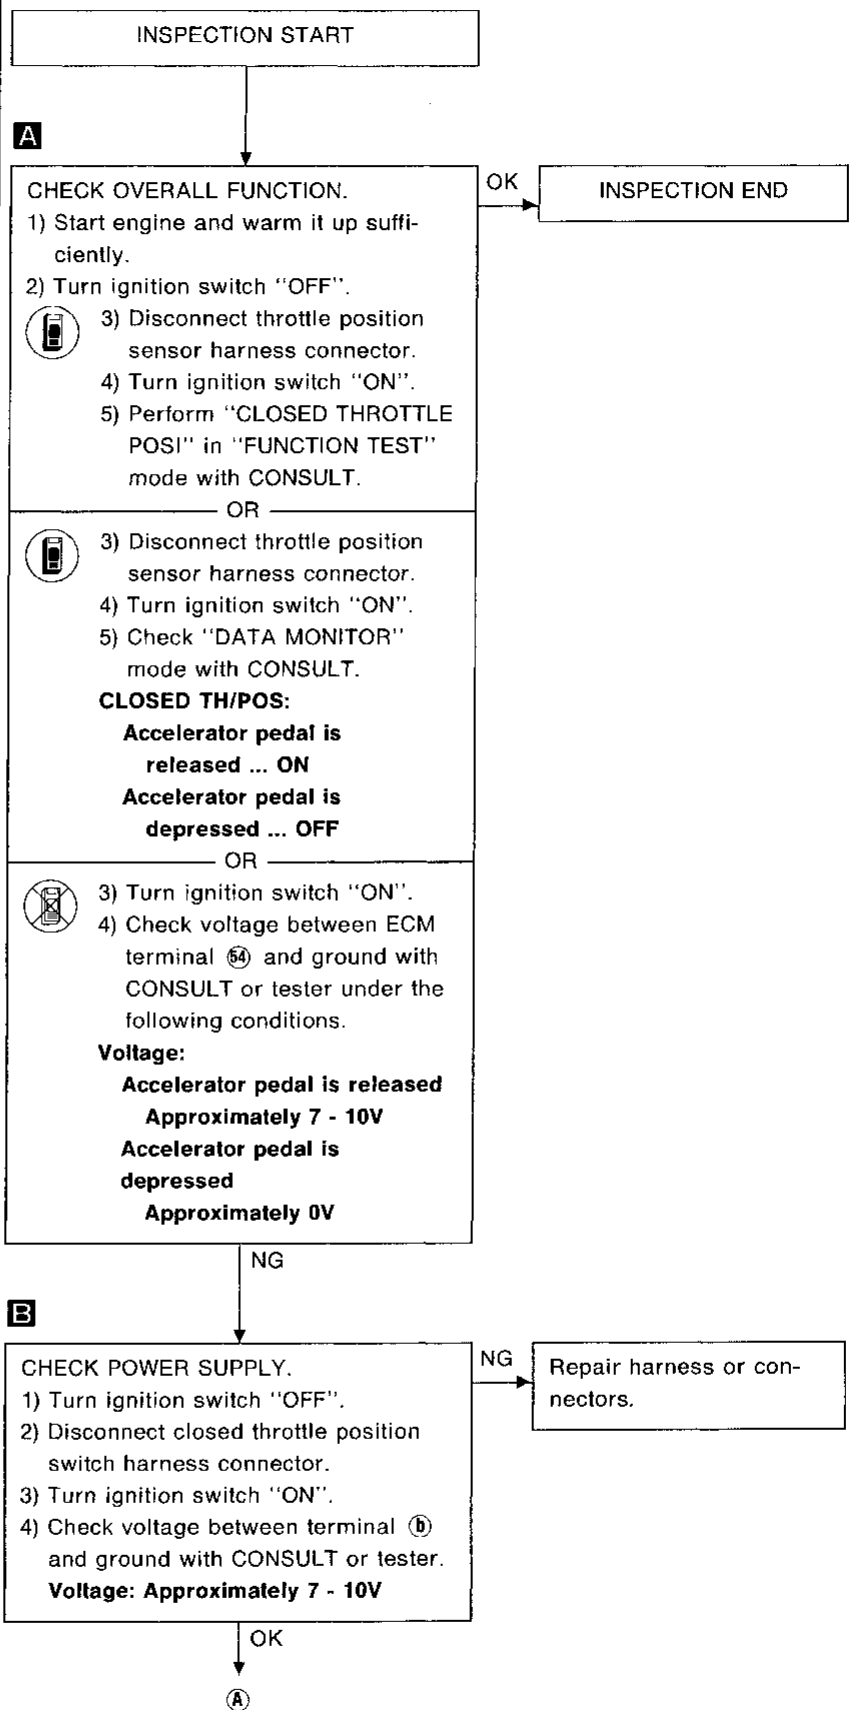 INSPECTION START
A
CHECK OVERALL FUNCTION.
1) Start engine and warm it up suffi-
ciently.
2) Turn ignition switch "OFF".
3) Disconnect throttle position
sensor harness connector.
4) Turn ignition switch "ON".
5) Perform "CLOSED THROTTLE
POSI" in "FUNCTION TEST"
mode with CONSULT.
OR
3) Disconnect throttle position
sensor harness connector.
4) Turn ignition switch "ON".
5) Check "DATA MONITOR"
mode with CONSULT.
CLOSED TH/POS:
Accelerator pedal is
released ... ON
Accelerator pedal is
depressed ... OFF
OR
3) Turn ignition switch "ON".
4) Check voltage between ECM
terminal 54 and ground with
CONSULT or tester under the
following conditions.
Voltage:
Accelerator pedal is released
Approximately 7 - 10V
Accelerator pedal is
depressed
Approximately 0V
OK
INSPECTION END
NG
B
CHECK POWER SUPPLY.
1) Turn ignition switch "OFF".
2) Disconnect closed throttle position
switch harness connector.
3) Turn ignition switch "ON".
4) Check voltage between terminal ⓑ
and ground with CONSULT or tester.
Voltage: Approximately 7 - 10V
NG
Repair harness or con-
nectors.
OK
Ⓐ